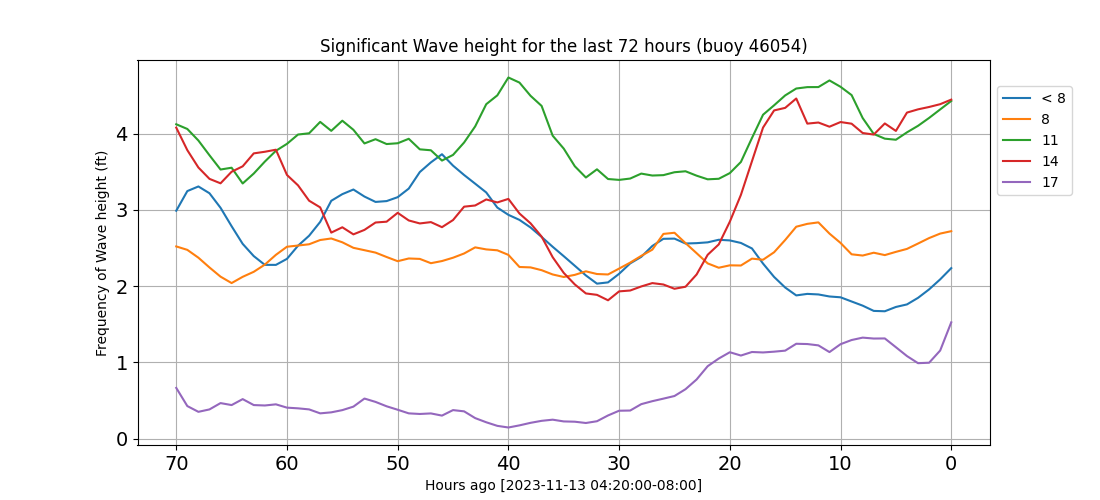 Significant Wave height for the last 72 hours (buoy 46054)
Frequency of Wave height (ft)
4
3
2
1
0
70 60 50 40 30 20 10 0
Hours ago [2023-11-13 04:20:00-08:00]
< 8
8
11
14
17